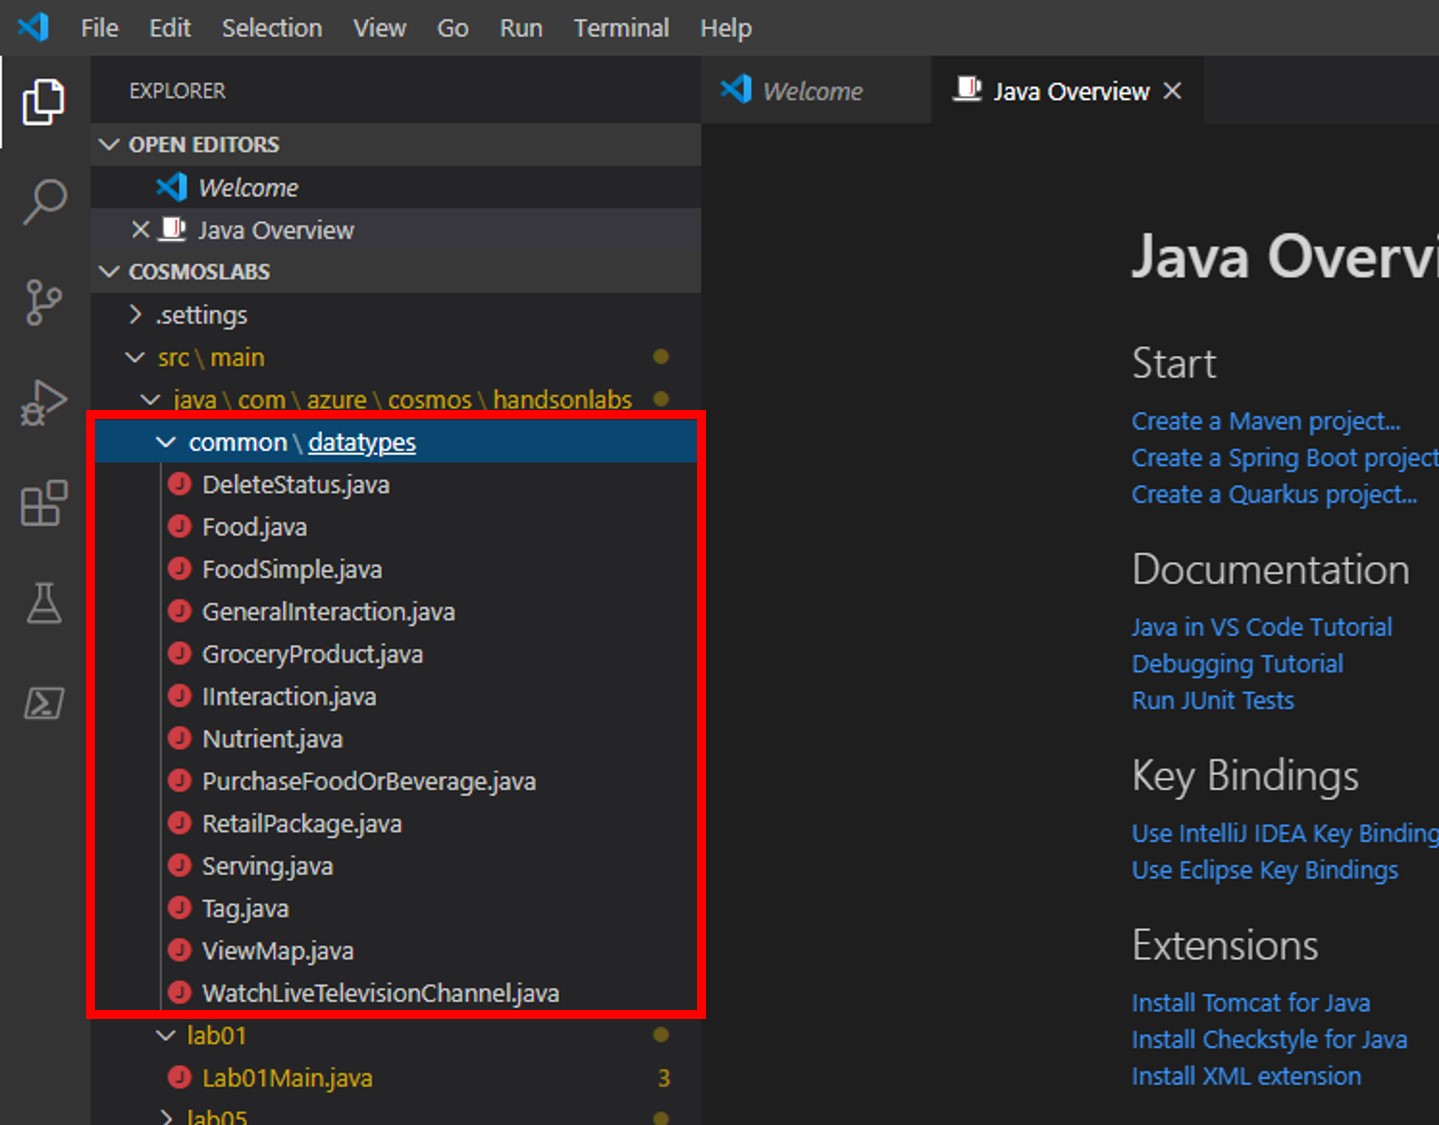 File Edit Selection View Go Run Terminal Help
EXPLORER
OPEN EDITORS
Welcome
Java Overview
COSMOSLABS
.settings
src \ main
java \ com \ azure \ cosmos \ handsonlabs
common \ datatypes
DeleteStatus.java
Food.java
FoodSimple.java
GeneralInteraction.java
GroceryProduct.java
IInteraction.java
Nutrient.java
PurchaseFoodOrBeverage.java
RetailPackage.java
Serving.java
Tag.java
ViewMap.java
WatchLiveTelevisionChannel.java
lab01
Lab01Main.java 3
lab05
Welcome Java Overview
Java Overvi
Start
Create a Maven project...
Create a Spring Boot project
Create a Quarkus project...
Documentation
Java in VS Code Tutorial
Debugging Tutorial
Run JUnit Tests
Key Bindings
Use IntelliJ IDEA Key Binding
Use Eclipse Key Bindings
Extensions
Install Tomcat for Java
Install Checkstyle for Java
Install XML extension